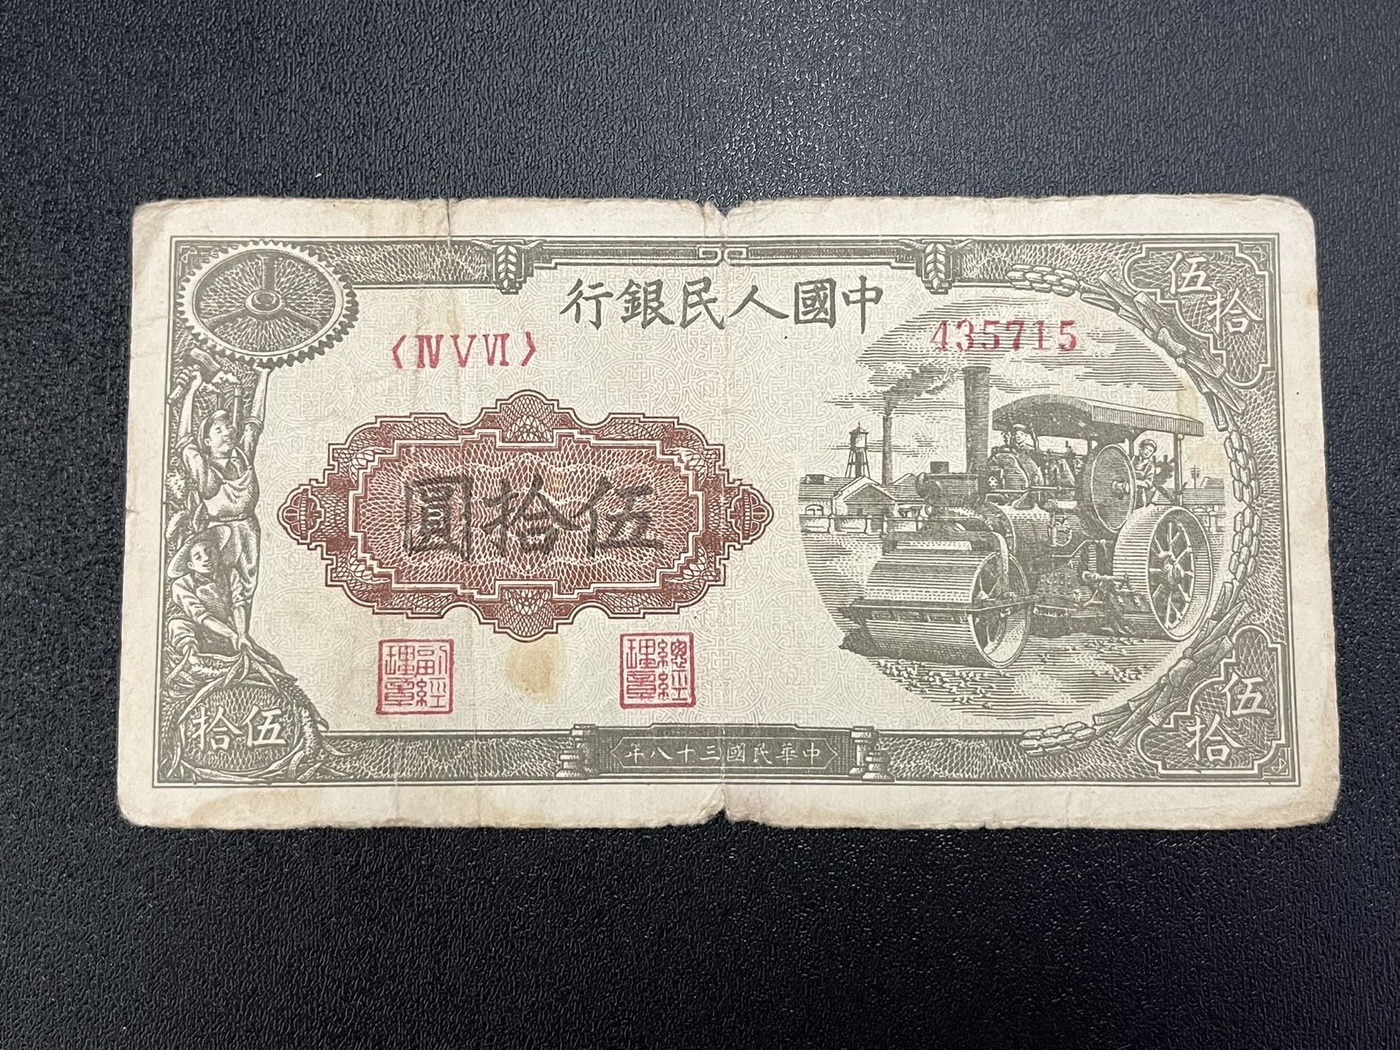 中國人民銀行
伍拾
〈ⅣⅤⅥ〉
435715
伍拾圓
副經理章
總經理章
伍拾
伍拾
中華民國三十八年